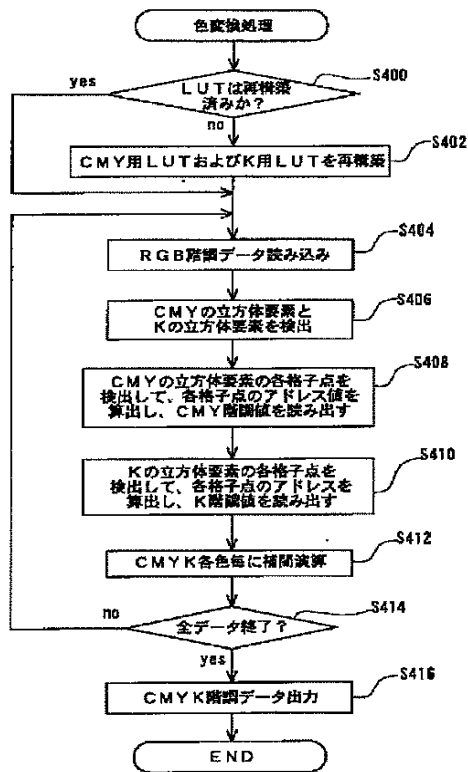 色変換処理
S400
yes
LUTは再構築
済みか?
no
S402
CMY用LUTおよびK用LUTを再構築
S404
RGB階調データ読み込み
S406
CMYの立方体要素と
Kの立方体要素を検出
S408
CMYの立方体要素の各格子点を
検出して、各格子点のアドレス値を
算出し、CMY階調値を読み出す
S410
Kの立方体要素の各格子点を
検出して、各格子点のアドレスを
算出し、K階調値を読み出す
S412
CMYK各色毎に補間演算
S414
no
全データ終了?
yes
S416
CMYK階調データ出力
END